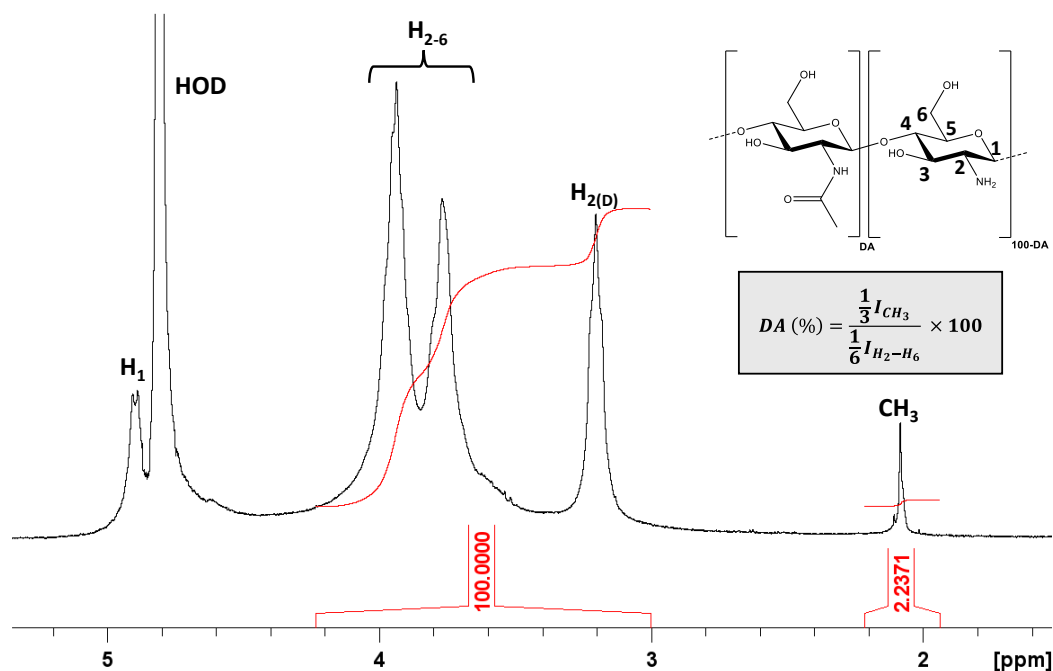 H2-6
HOD
H2(D)
H1
CH3
OH
O
O
HO
NH
O
DA
OH
6
4
5
O
1
O
HO
3
2
NH2
100-DA
DA (%) = 1/3 ICH3 / 1/6 IH2−H6 × 100
100.0000
2.2371
5
4
3
2
[ppm]